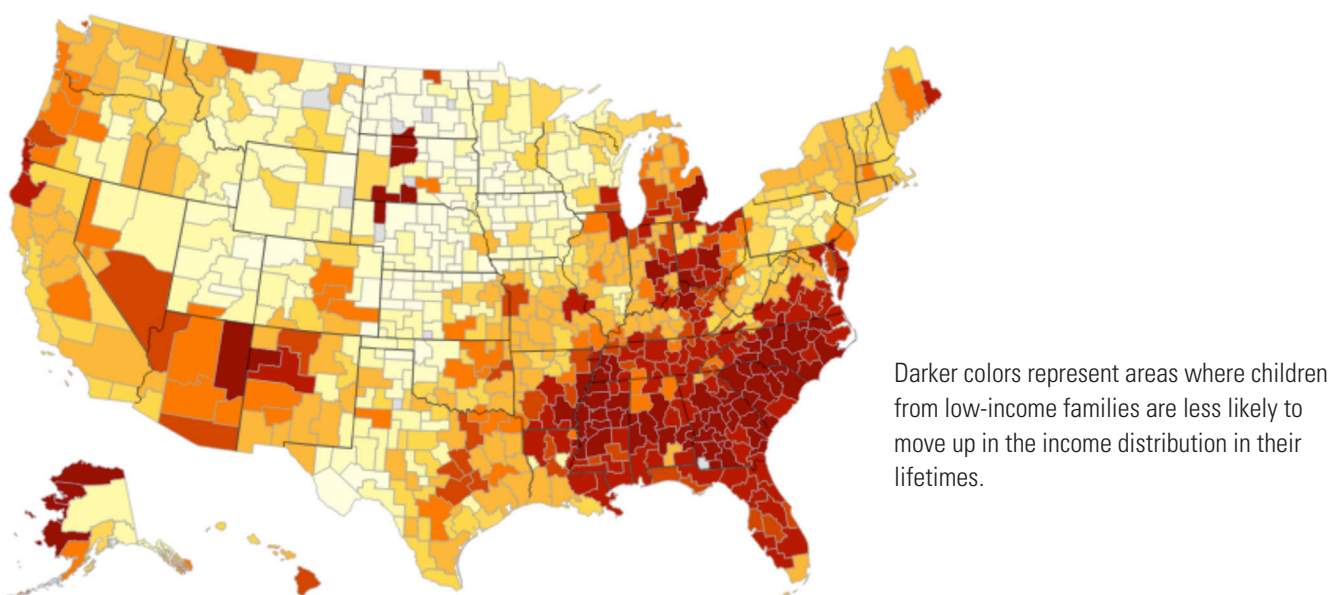 Darker colors represent areas where children
from low-income families are less likely to
move up in the income distribution in their
lifetimes.